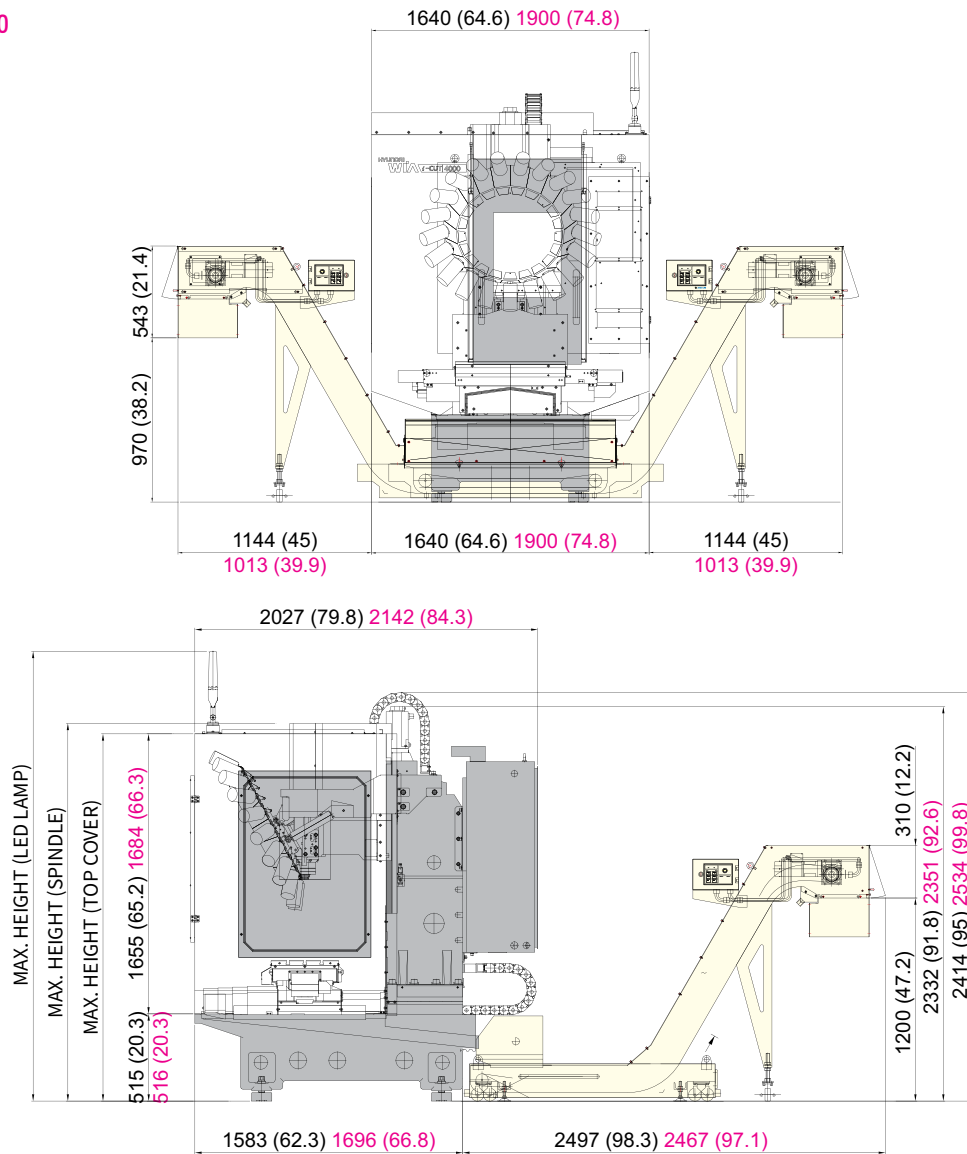 0
1640 (64.6) 1900 (74.8)
HYUNDAI
WIA i-CUT 400D
543 (21.4)
970 (38.2)
1144 (45)
1013 (39.9)
1640 (64.6) 1900 (74.8)
1144 (45)
1013 (39.9)
2027 (79.8) 2142 (84.3)
MAX. HEIGHT (LED LAMP)
MAX. HEIGHT (SPINDLE)
MAX. HEIGHT (TOP COVER)
1655 (65.2) 1684 (66.3)
515 (20.3)
516 (20.3)
310 (12.2)
1200 (47.2)
2332 (91.8) 2351 (92.6)
2414 (95) 2534 (99.8)
1583 (62.3) 1696 (66.8)
2497 (98.3) 2467 (97.1)